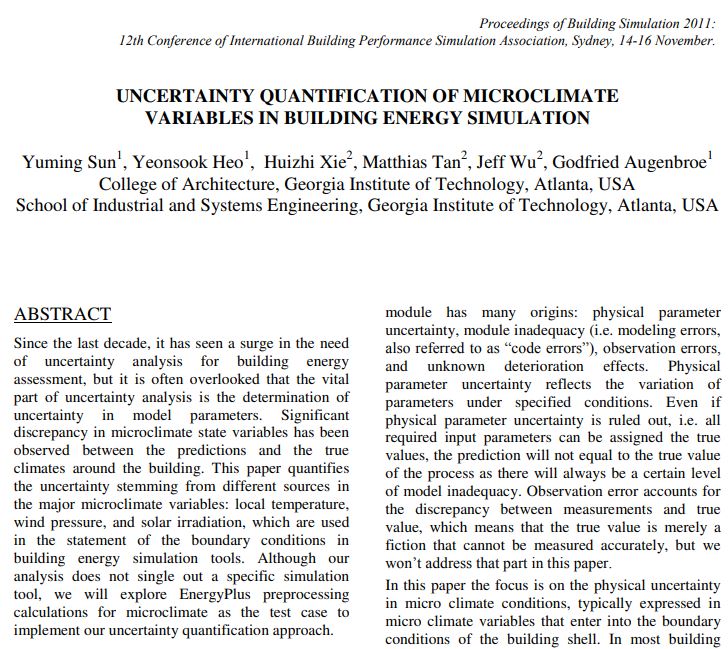 Proceedings of Building Simulation 2011:
12th Conference of International Building Performance Simulation Association, Sydney, 14-16 November.
UNCERTAINTY QUANTIFICATION OF MICROCLIMATE
VARIABLES IN BUILDING ENERGY SIMULATION
Yuming Sun1, Yeonsook Heo1, Huizhi Xie2, Matthias Tan2, Jeff Wu2, Godfried Augenbroe1
College of Architecture, Georgia Institute of Technology, Atlanta, USA
School of Industrial and Systems Engineering, Georgia Institute of Technology, Atlanta, USA
ABSTRACT
Since the last decade, it has seen a surge in the need
of uncertainty analysis for building energy
assessment, but it is often overlooked that the vital
part of uncertainty analysis is the determination of
uncertainty in model parameters. Significant
discrepancy in microclimate state variables has been
observed between the predictions and the true
climates around the building. This paper quantifies
the uncertainty stemming from different sources in
the major microclimate variables: local temperature,
wind pressure, and solar irradiation, which are used
in the statement of the boundary conditions in
building energy simulation tools. Although our
analysis does not single out a specific simulation
tool, we will explore EnergyPlus preprocessing
calculations for microclimate as the test case to
implement our uncertainty quantification approach.
module has many origins: physical parameter
uncertainty, module inadequacy (i.e. modeling errors,
also referred to as “code errors”), observation errors,
and unknown deterioration effects. Physical
parameter uncertainty reflects the variation of
parameters under specified conditions. Even if
physical parameter uncertainty is ruled out, i.e. all
required input parameters can be assigned the true
values, the prediction will not equal to the true value
of the process as there will always be a certain level
of model inadequacy. Observation error accounts for
the discrepancy between measurements and true
value, which means that the true value is merely a
fiction that cannot be measured accurately, but we
won’t address that part in this paper.
In this paper the focus is on the physical uncertainty
in micro climate conditions, typically expressed in
micro climate variables that enter into the boundary
conditions of the building shell. In most building